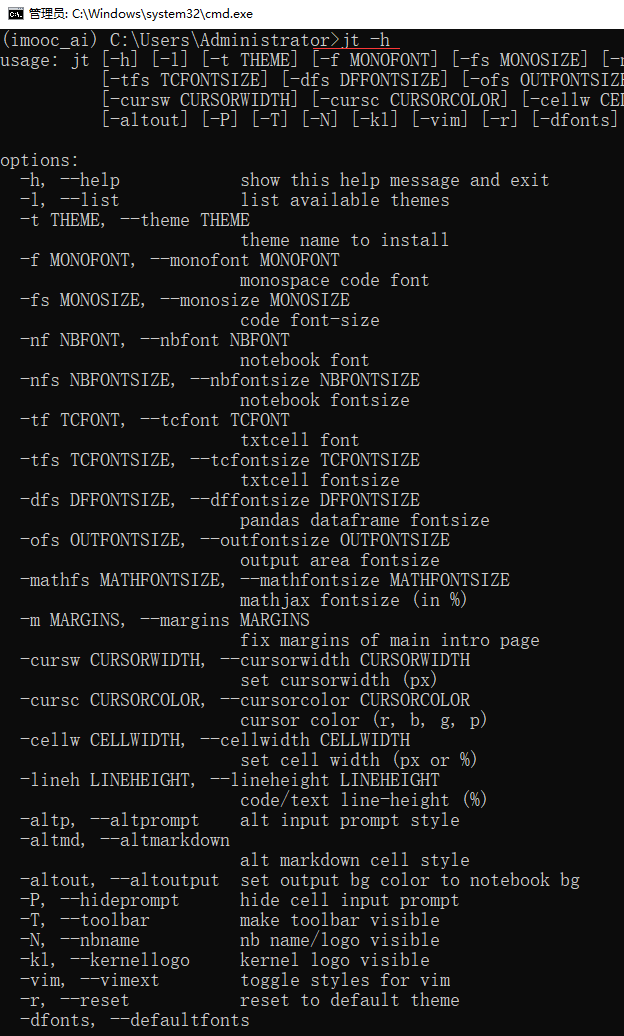 管理员: C:\Windows\system32\cmd.exe
(imooc_ai) C:\Users\Administrator>jt -h
usage: jt [-h] [-l] [-t THEME] [-f MONOFONT] [-fs MONOSIZE] [-n
[-tfs TCFONTSIZE] [-dfs DFFONTSIZE] [-ofs OUTFONTSIZE
[-cursw CURSORWIDTH] [-cursc CURSORCOLOR] [-cellw CEL
[-altout] [-P] [-T] [-N] [-kl] [-vim] [-r] [-dfonts]
options:
-h, --help show this help message and exit
-l, --list list available themes
-t THEME, --theme THEME
theme name to install
-f MONOFONT, --monofont MONOFONT
monospace code font
-fs MONOSIZE, --monosize MONOSIZE
code font-size
-nf NBFONT, --nbfont NBFONT
notebook font
-nfs NBFONTSIZE, --nbfontsize NBFONTSIZE
notebook fontsize
-tf TCFONT, --tcfont TCFONT
txtcell font
-tfs TCFONTSIZE, --tcfontsize TCFONTSIZE
txtcell fontsize
-dfs DFFONTSIZE, --dffontsize DFFONTSIZE
pandas dataframe fontsize
-ofs OUTFONTSIZE, --outfontsize OUTFONTSIZE
output area fontsize
-mathfs MATHFONTSIZE, --mathfontsize MATHFONTSIZE
mathjax fontsize (in %)
-m MARGINS, --margins MARGINS
fix margins of main intro page
-cursw CURSORWIDTH, --cursorwidth CURSORWIDTH
set cursorwidth (px)
-cursc CURSORCOLOR, --cursorcolor CURSORCOLOR
cursor color (r, b, g, p)
-cellw CELLWIDTH, --cellwidth CELLWIDTH
set cell width (px or %)
-lineh LINEHEIGHT, --lineheight LINEHEIGHT
code/text line-height (%)
-altp, --altprompt alt input prompt style
-altmd, --altmarkdown
alt markdown cell style
-altout, --altoutput set output bg color to notebook bg
-P, --hideprompt hide cell input prompt
-T, --toolbar make toolbar visible
-N, --nbname nb name/logo visible
-kl, --kernellogo kernel logo visible
-vim, --vimext toggle styles for vim
-r, --reset reset to default theme
-dfonts, --defaultfonts